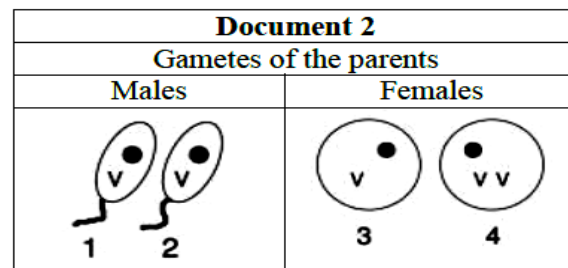 Document 2
Gametes of the parents
Males Females
v v v v v
1 2 3 4